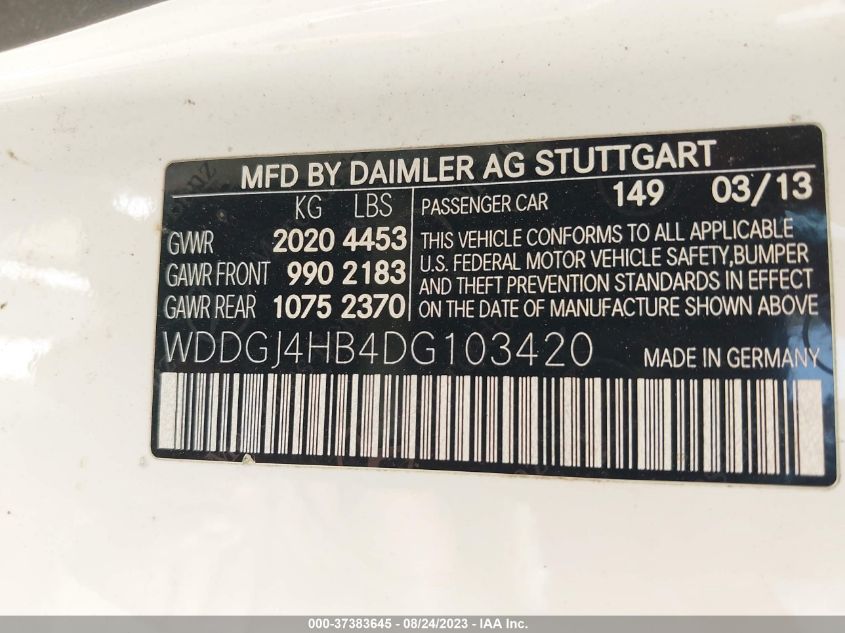 MFD BY DAIMLER AG STUTTGART
KG LBS
GVWR 2020 4453
GAWR FRONT 990 2183
GAWR REAR 1075 2370
PASSENGER CAR 149 03/13
THIS VEHICLE CONFORMS TO ALL APPLICABLE
U.S. FEDERAL MOTOR VEHICLE SAFETY,BUMPER
AND THEFT PREVENTION STANDARDS IN EFFECT
ON THE DATE OF MANUFACTURE SHOWN ABOVE
WDDGJ4HB4DG103420 MADE IN GERMANY
000-37383645 - 08/24/2023 - IAA Inc.